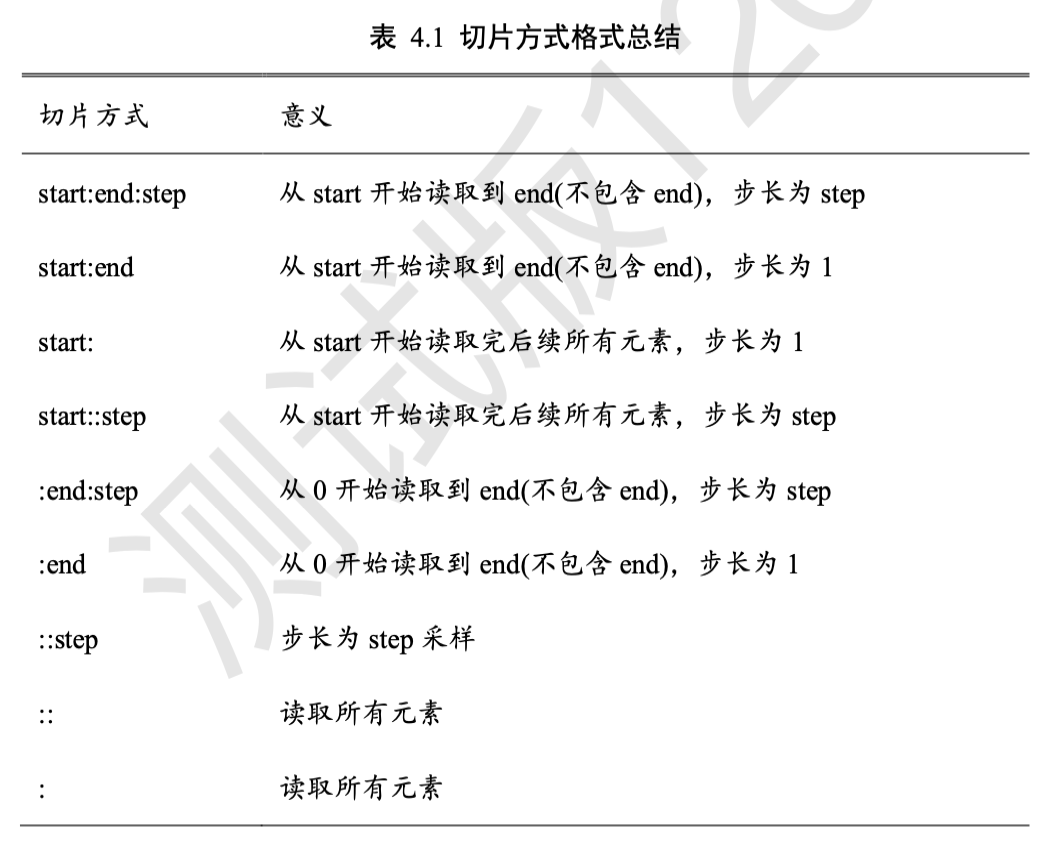 表 4.1 切片方式格式总结
切片方式 意义
start:end:step 从 start 开始读取到 end(不包含 end)，步长为 step
start:end 从 start 开始读取到 end(不包含 end)，步长为 1
start: 从 start 开始读取完后续所有元素，步长为 1
start::step 从 start 开始读取完后续所有元素，步长为 step
:end:step 从 0 开始读取到 end(不包含 end)，步长为 step
:end 从 0 开始读取到 end(不包含 end)，步长为 1
::step 步长为 step 采样
:: 读取所有元素
: 读取所有元素
测试版12